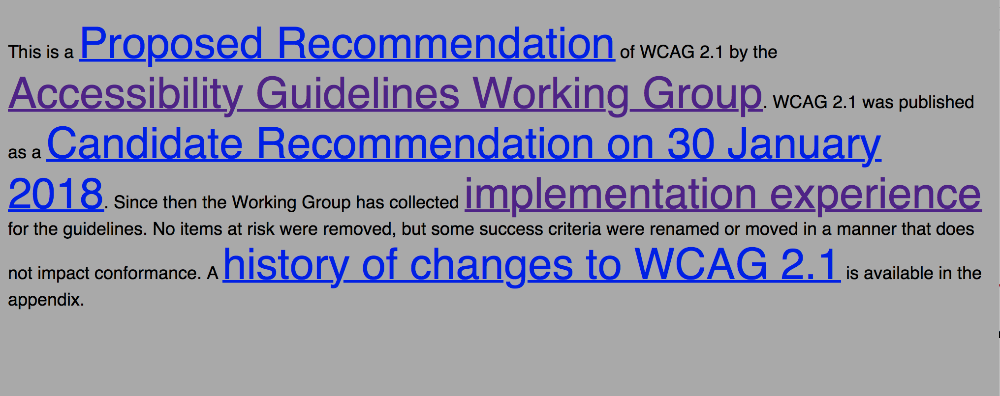 This is a Proposed Recommendation of WCAG 2.1 by the
Accessibility Guidelines Working Group. WCAG 2.1 was published
as a Candidate Recommendation on 30 January
2018. Since then the Working Group has collected implementation experience
for the guidelines. No items at risk were removed, but some success criteria were renamed or moved in a manner that does
not impact conformance. A history of changes to WCAG 2.1 is available in the
appendix.